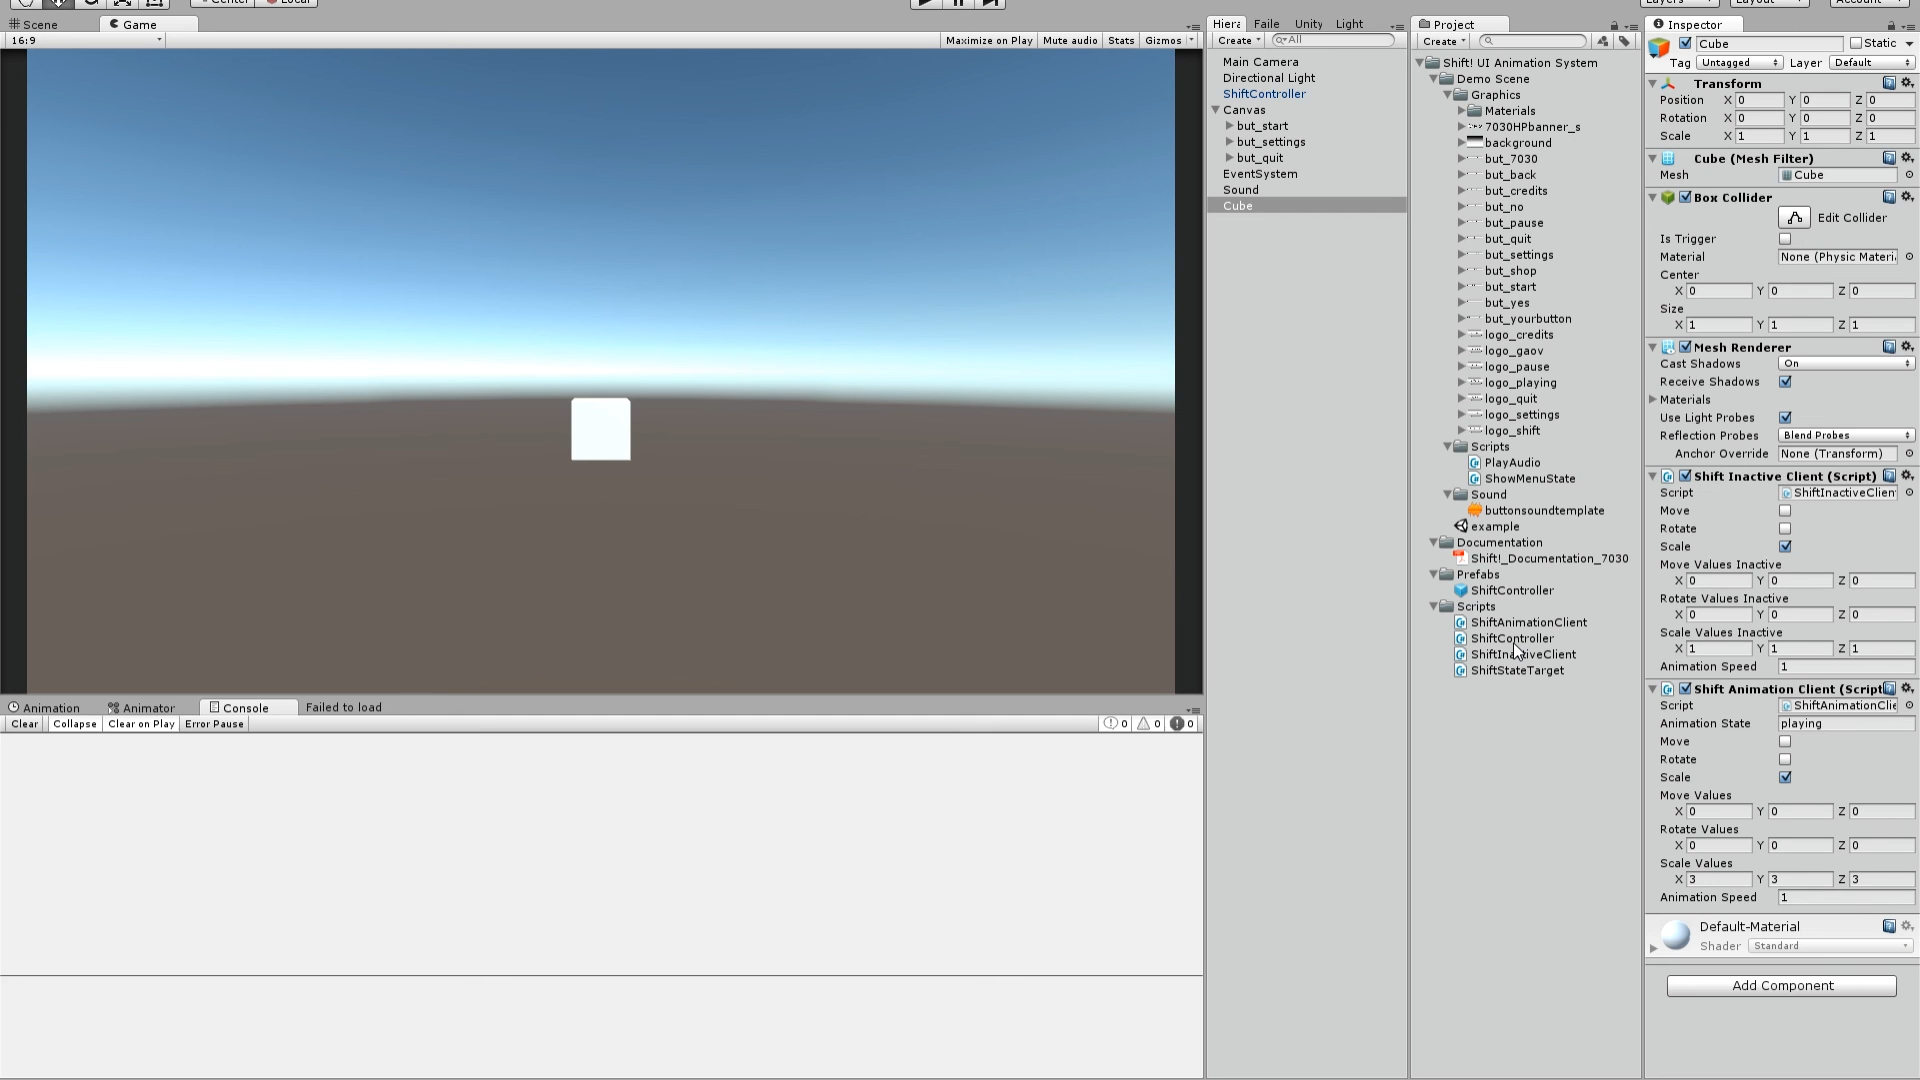 Center
Local
Layers
Layout
Account
Scene
Game
16:9
Maximize on Play
Mute audio
Stats
Gizmos
Animation
Animator
Console
Failed to load
Clear
Collapse
Clear on Play
Error Pause
0
0
0
Hiera
Faile
Unity
Light
Create
All
Main Camera
Directional Light
ShiftController
Canvas
but_start
but_settings
but_quit
EventSystem
Sound
Cube
Project
Create
Shift! UI Animation System
Demo Scene
Graphics
Materials
7030HPbanner_s
background
but_7030
but_back
but_credits
but_no
but_pause
but_quit
but_settings
but_shop
but_start
but_yes
but_yourbutton
logo_credits
logo_gaov
logo_pause
logo_playing
logo_quit
logo_settings
logo_shift
Scripts
PlayAudio
ShowMenuState
Sound
buttonsoundtemplate
example
Documentation
Shift!_Documentation_7030
Prefabs
ShiftController
Scripts
ShiftAnimationClient
ShiftController
ShiftInactiveClient
ShiftStateTarget
Inspector
Cube
Static
Tag Untagged Layer Default
Transform
Position X 0 Y 0 Z 0
Rotation X 0 Y 0 Z 0
Scale X 1 Y 1 Z 1
Cube (Mesh Filter)
Mesh Cube
Box Collider
Edit Collider
Is Trigger
Material None (Physic Materi
Center
X 0 Y 0 Z 0
Size
X 1 Y 1 Z 1
Mesh Renderer
Cast Shadows On
Receive Shadows
Materials
Use Light Probes
Reflection Probes Blend Probes
Anchor Override None (Transform)
Shift Inactive Client (Script)
Script ShiftInactiveClien
Move
Rotate
Scale
Move Values Inactive
X 0 Y 0 Z 0
Rotate Values Inactive
X 0 Y 0 Z 0
Scale Values Inactive
X 1 Y 1 Z 1
Animation Speed 1
Shift Animation Client (Script
Script ShiftAnimationClie
Animation State playing
Move
Rotate
Scale
Move Values
X 0 Y 0 Z 0
Rotate Values
X 0 Y 0 Z 0
Scale Values
X 3 Y 3 Z 3
Animation Speed 1
Default-Material
Shader Standard
Add Component